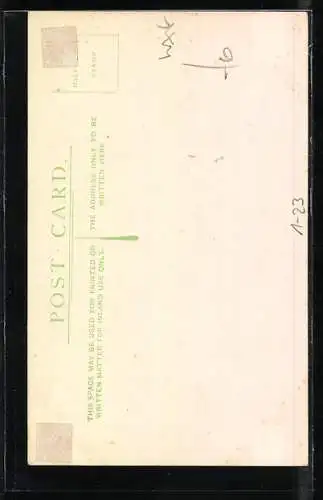 POST CARD.
THIS SPACE MAY BE USED FOR PRINTED OR
WRITTEN MATTER FOR INLAND USE ONLY.
THE ADDRESS ONLY TO BE
WRITTEN HERE
STAMP
1-23